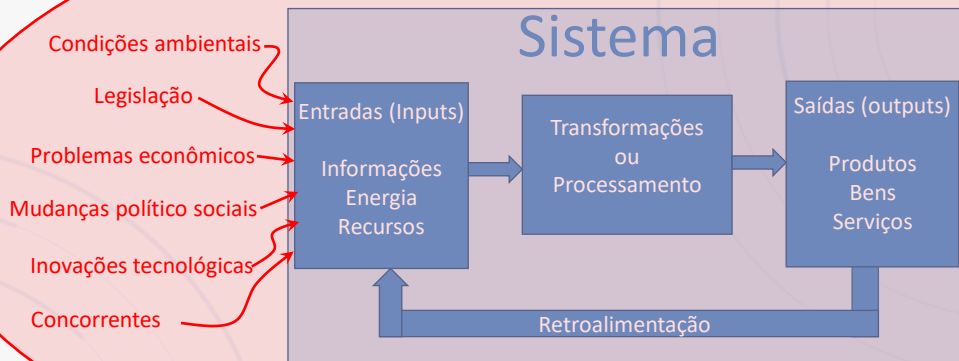 Sistema
Condições ambientais
Legislação
Problemas econômicos
Mudanças político sociais
Inovações tecnológicas
Concorrentes
Entradas (Inputs)
Informações
Energia
Recursos
Transformações
ou
Processamento
Saídas (outputs)
Produtos
Bens
Serviços
Retroalimentação